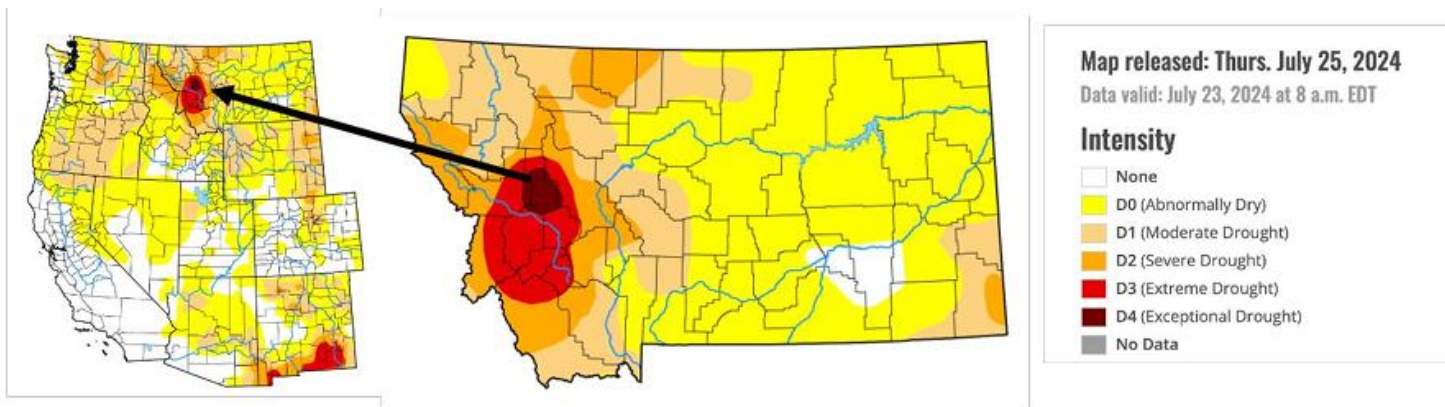 Map released: Thurs. July 25, 2024
Data valid: July 23, 2024 at 8 a.m. EDT
Intensity
None
D0 (Abnormally Dry)
D1 (Moderate Drought)
D2 (Severe Drought)
D3 (Extreme Drought)
D4 (Exceptional Drought)
No Data